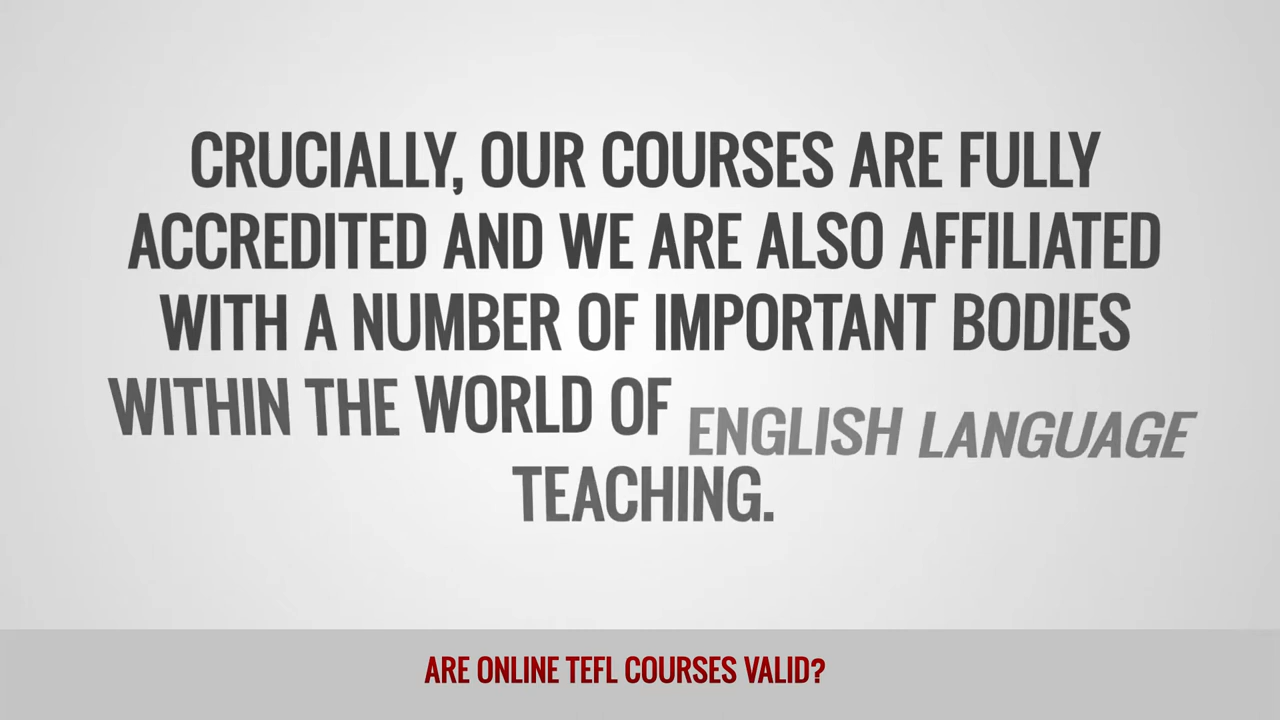 CRUCIALLY, OUR COURSES ARE FULLY
ACCREDITED AND WE ARE ALSO AFFILIATED
WITH A NUMBER OF IMPORTANT BODIES
WITHIN THE WORLD OF ENGLISH LANGUAGE
TEACHING.
ARE ONLINE TEFL COURSES VALID?